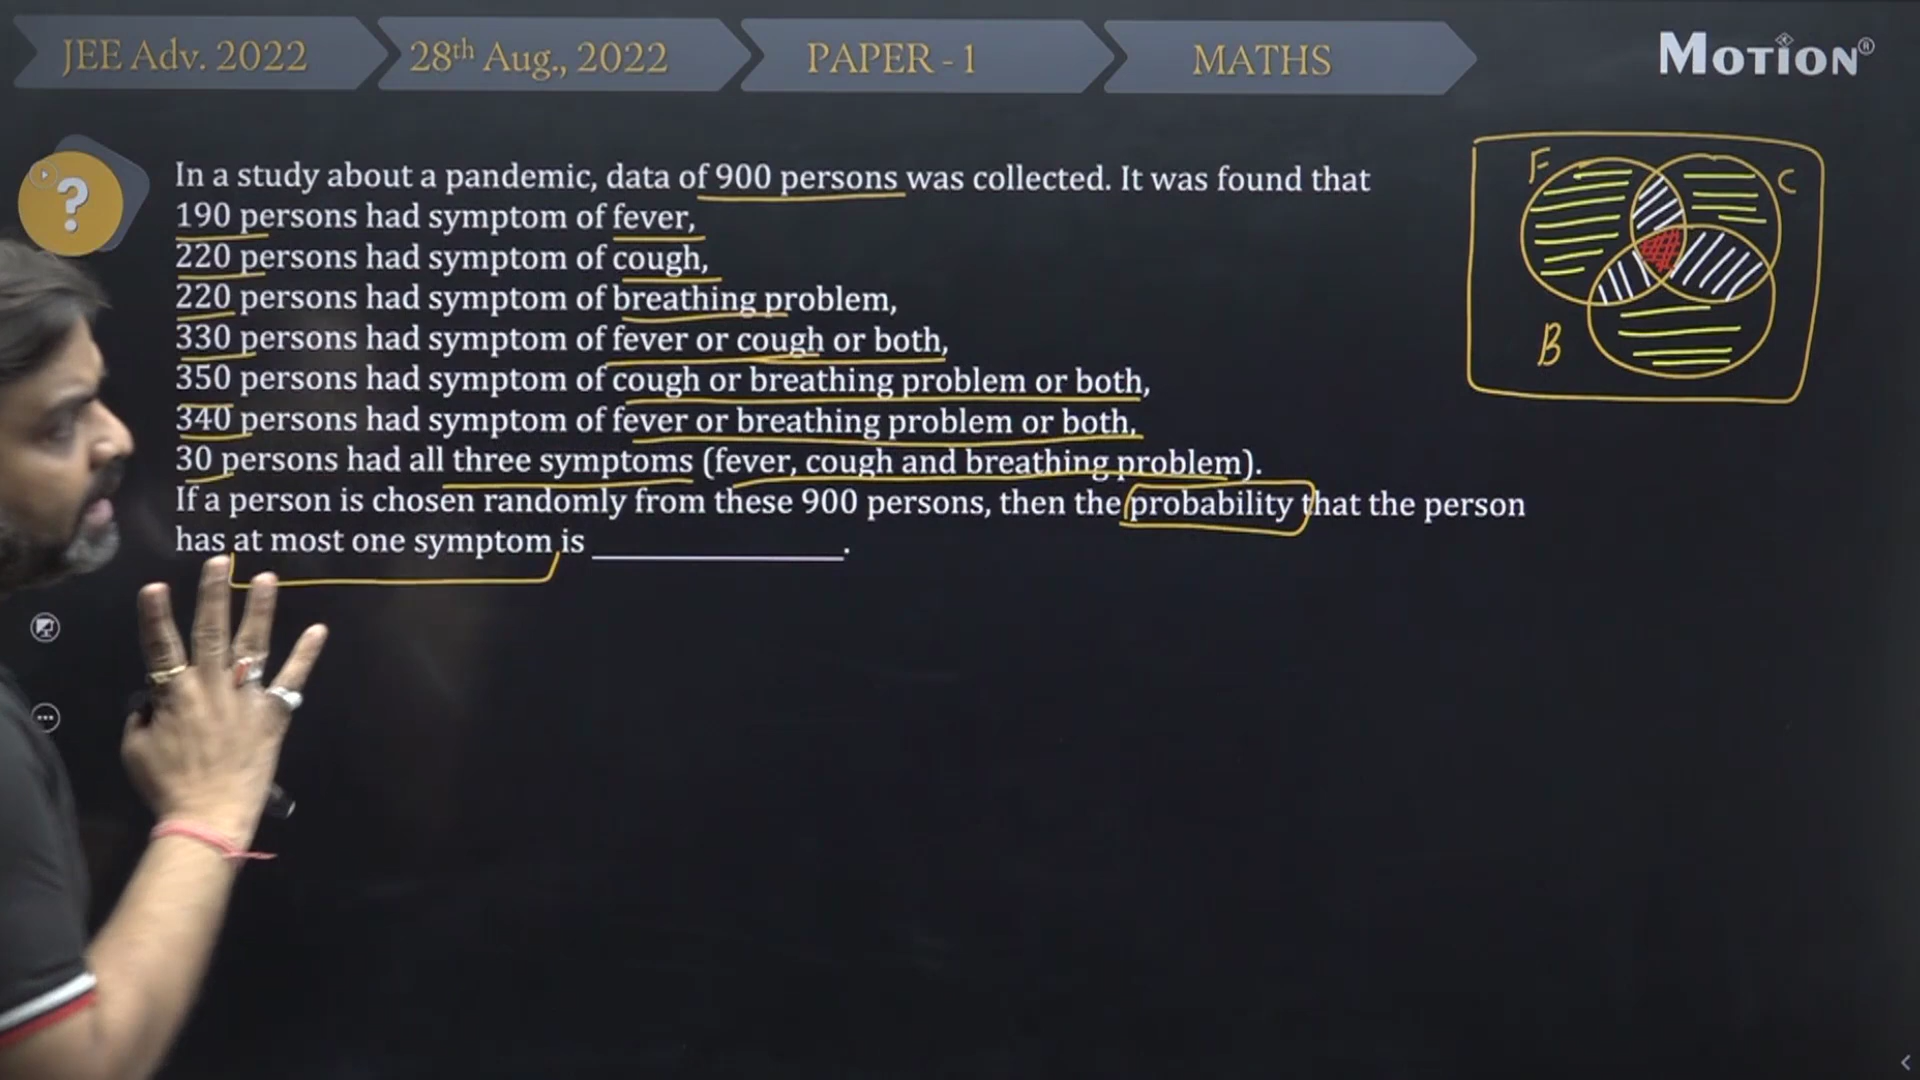 JEE Adv. 2022
28th Aug., 2022
PAPER - 1
MATHS
MOTION®
?
In a study about a pandemic, data of 900 persons was collected. It was found that
190 persons had symptom of fever,
220 persons had symptom of cough,
220 persons had symptom of breathing problem,
330 persons had symptom of fever or cough or both,
350 persons had symptom of cough or breathing problem or both,
340 persons had symptom of fever or breathing problem or both,
30 persons had all three symptoms (fever, cough and breathing problem).
If a person is chosen randomly from these 900 persons, then the probability that the person
has at most one symptom is ____________.
F
C
B